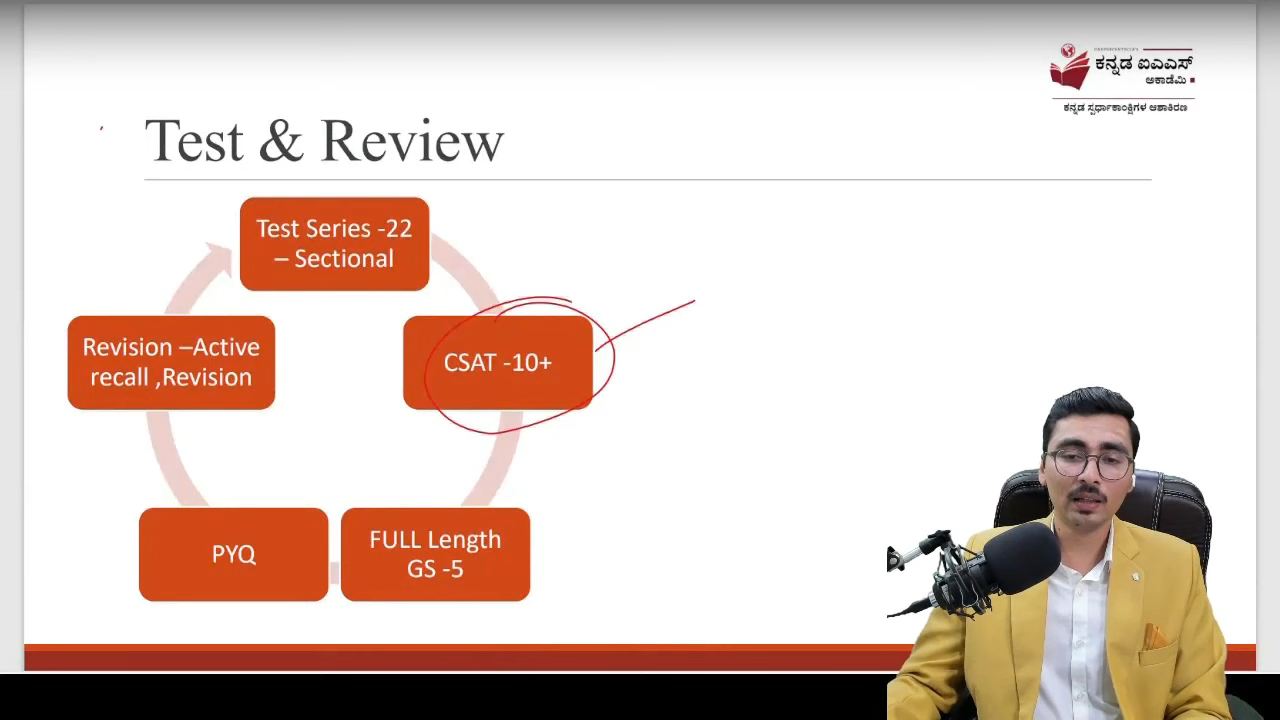 ಕನ್ನಡ ಐಎಎಸ್
ಅಕಾಡೆಮಿ
ಕನ್ನಡ ಸ್ಪರ್ಧಾಕಾಂಕ್ಷಿಗಳ ಆಶಾಕಿರಣ
Test & Review
Test Series -22
– Sectional
CSAT -10+
FULL Length
GS -5
PYQ
Revision –Active
recall ,Revision